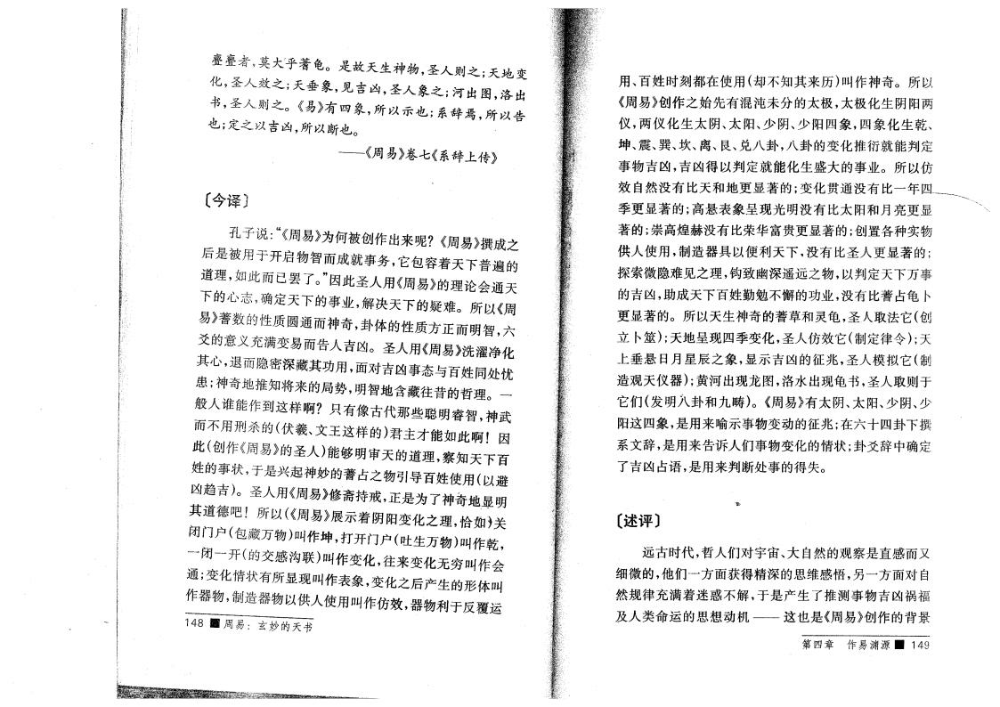 亹亹者,莫大乎蓍龟。是故天生神物,圣人则之;天地变
化,圣人效之;天垂象,见吉凶,圣人象之;河出图,洛出
书,圣人则之。《易》有四象,所以示也;系辞焉,所以告
也;定之以吉凶,所以断也。
——《周易》卷七《系辞上传》
〔今译〕
孔子说:“《周易》为何被创作出来呢?《周易》撰成之
后是被用于开启物智而成就事务,它包容着天下普遍的
道理,如此而已罢了。”因此圣人用《周易》的理论会通天
下的心志,确定天下的事业,解决天下的疑难。所以《周
易》蓍数的性质圆通而神奇,卦体的性质方正而明智,六
爻的意义充满变易而告人吉凶。圣人用《周易》洗濯净化
其心,退而隐密深藏其功用,面对吉凶事态与百姓同处忧
患;神奇地推知将来的局势,明智地含藏往昔的哲理。一
般人谁能作到这样啊?只有像古代那些聪明睿智,神武
而不用刑杀的(伏羲、文王这样的)君主才能如此啊!因
此(创作《周易》的圣人)能够明审天的道理,察知天下百
姓的事状,于是兴起神妙的蓍占之物引导百姓使用(以避
凶趋吉)。圣人用《周易》修斋持戒,正是为了神奇地显明
其道德吧!所以(《周易》展示着阴阳变化之理,恰如)关
闭门户(包藏万物)叫作坤,打开门户(吐生万物)叫作乾,
一闭一开(的交感沟联)叫作变化,往来变化无穷叫作会
通;变化情状有所显现叫作表象,变化之后产生的形体叫
作器物,制造器物以供人使用叫作仿效,器物利于反覆运
148 ■ 周易:玄妙的天书
用、百姓时刻都在使用(却不知其来历)叫作神奇。所以
《周易》创作之始先有混沌未分的太极,太极化生阴阳两
仪,两仪化生太阴、太阳、少阴、少阳四象,四象化生乾、
坤、震、巽、坎、离、艮、兑八卦,八卦的变化推衍就能判定
事物吉凶,吉凶得以判定就能化生盛大的事业。所以仿
效自然没有比天和地更显著的;变化贯通没有比一年四
季更显著的;高悬表象呈现光明没有比太阳和月亮更显
著的;崇高煌赫没有比荣华富贵更显著的;创置各种实物
供人使用,制造器具以便利天下,没有比圣人更显著的;
探索微隐难见之理,钩致幽深遥远之物,以判定天下万事
的吉凶,助成天下百姓勤勉不懈的功业,没有比蓍占龟卜
更显著的。所以天生神奇的蓍草和灵龟,圣人取法它(创
立卜筮);天地呈现四季变化,圣人仿效它(制定律令);天
上垂悬日月星辰之象,显示吉凶的征兆,圣人模拟它(制
造观天仪器);黄河出现龙图,洛水出现龟书,圣人取则于
它们(发明八卦和九畴)。《周易》有太阴、太阳、少阴、少
阳这四象,是用来喻示事物变动的征兆;在六十四卦下撰
系文辞,是用来告诉人们事物变化的情状;卦爻辞中确定
了吉凶占语,是用来判断处事的得失。
〔述评〕
远古时代,哲人们对宇宙、大自然的观察是直感而又
细微的,他们一方面获得精深的思维感悟,另一方面对自
然规律充满着迷惑不解,于是产生了推测事物吉凶祸福
及人类命运的思想动机——这也是《周易》创作的背景
第四章 作易渊源 ■ 149